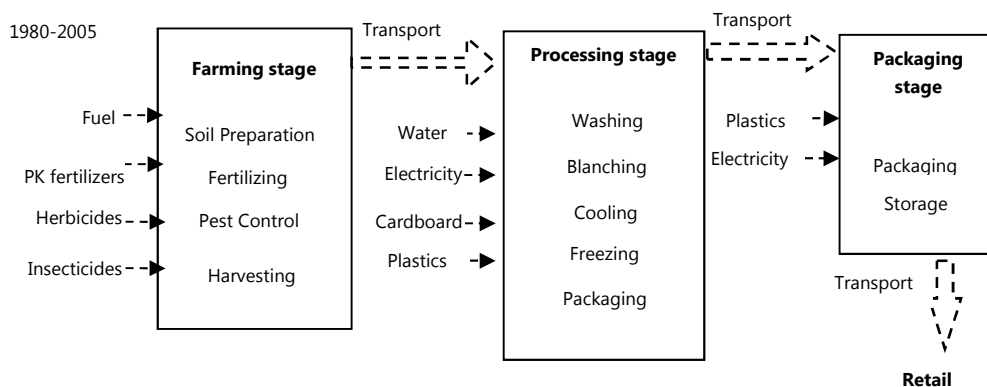 1980-2005
Farming stage
Fuel
PK fertilizers
Herbicides
Insecticides
Soil Preparation
Fertilizing
Pest Control
Harvesting
Transport
Processing stage
Water
Electricity
Cardboard
Plastics
Washing
Blanching
Cooling
Freezing
Packaging
Transport
Packaging
stage
Plastics
Electricity
Packaging
Storage
Transport
Retail